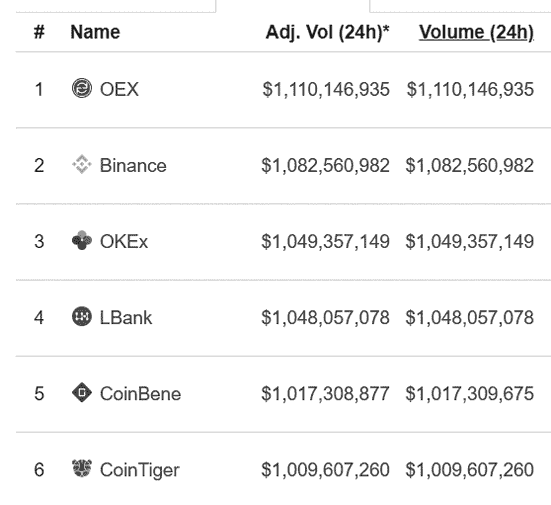 # Name Adj. Vol (24h)* Volume (24h)
1 OEX $1,110,146,935 $1,110,146,935
2 Binance $1,082,560,982 $1,082,560,982
3 OKEx $1,049,357,149 $1,049,357,149
4 LBank $1,048,057,078 $1,048,057,078
5 CoinBene $1,017,308,877 $1,017,309,675
6 CoinTiger $1,009,607,260 $1,009,607,260